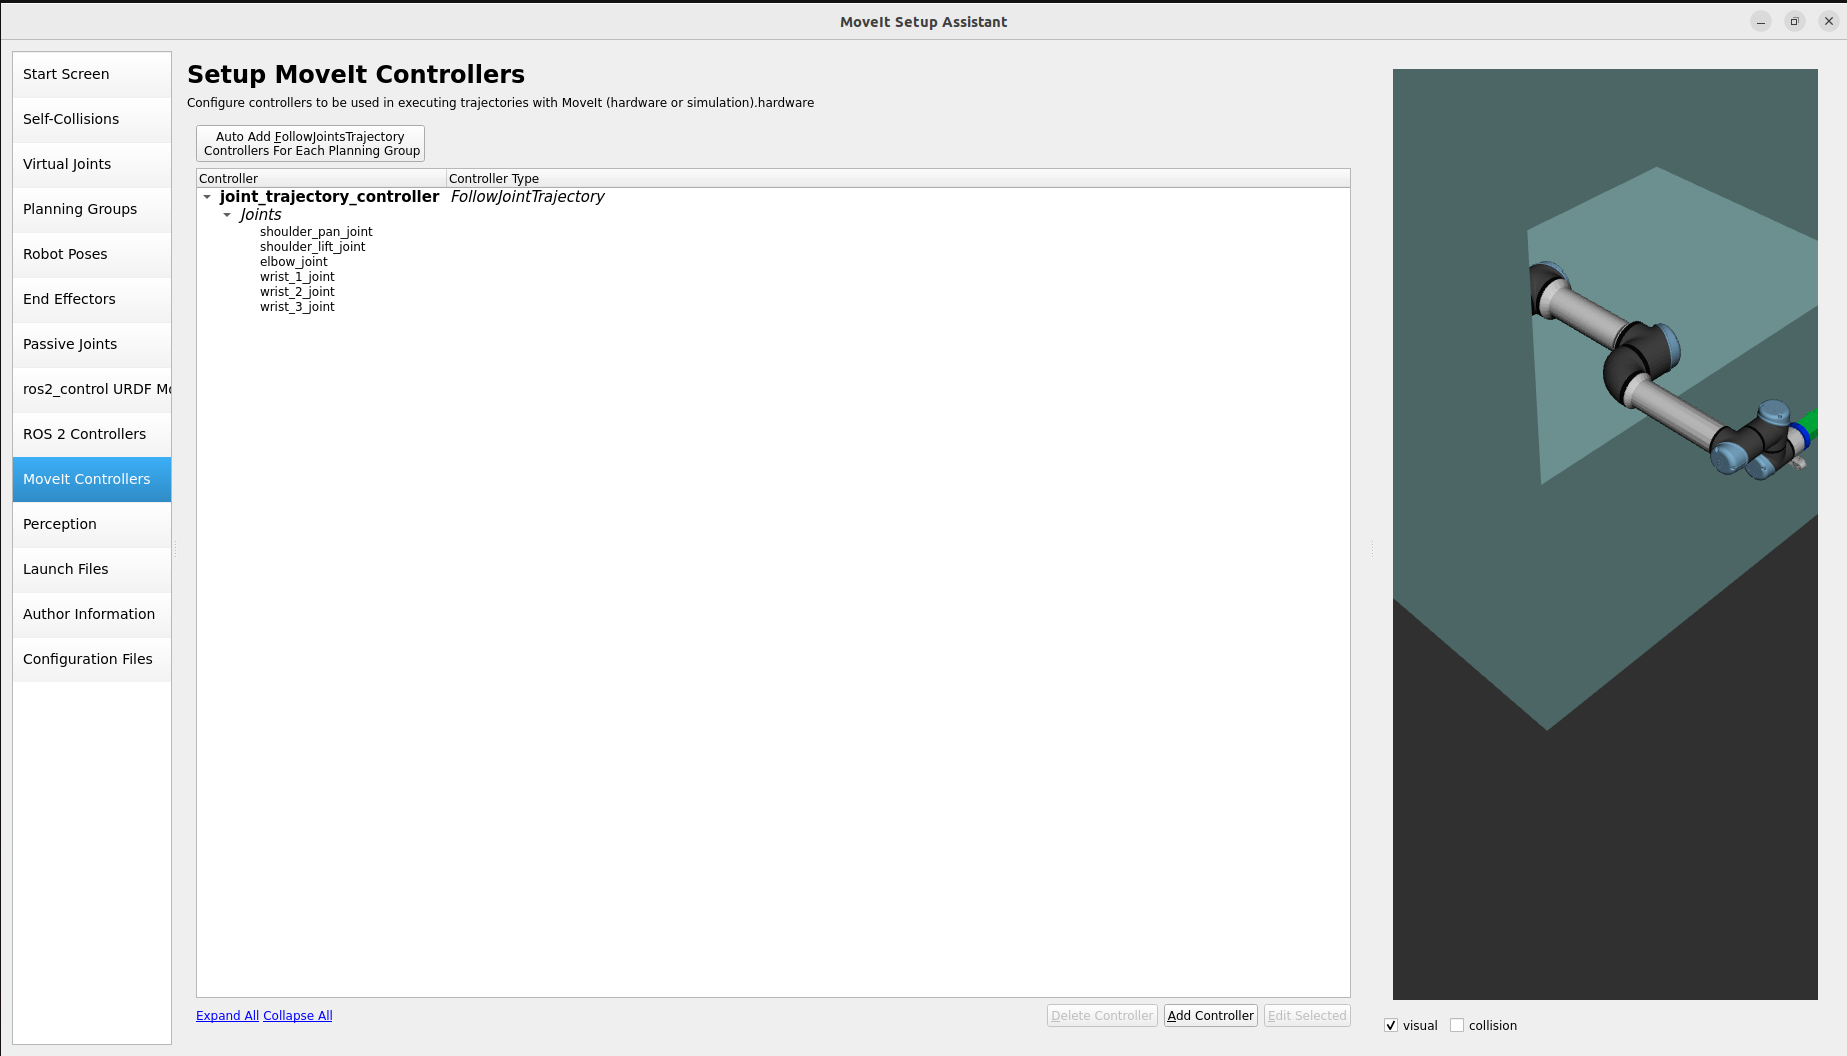 MoveIt Setup Assistant
Start Screen
Self-Collisions
Virtual Joints
Planning Groups
Robot Poses
End Effectors
Passive Joints
ros2_control URDF Mo
ROS 2 Controllers
MoveIt Controllers
Perception
Launch Files
Author Information
Configuration Files
Setup MoveIt Controllers
Configure controllers to be used in executing trajectories with MoveIt (hardware or simulation).hardware
Auto Add FollowJointsTrajectory
Controllers For Each Planning Group
Controller Controller Type
joint_trajectory_controller FollowJointTrajectory
Joints
shoulder_pan_joint
shoulder_lift_joint
elbow_joint
wrist_1_joint
wrist_2_joint
wrist_3_joint
Expand All Collapse All Delete Controller Add Controller Edit Selected
visual collision